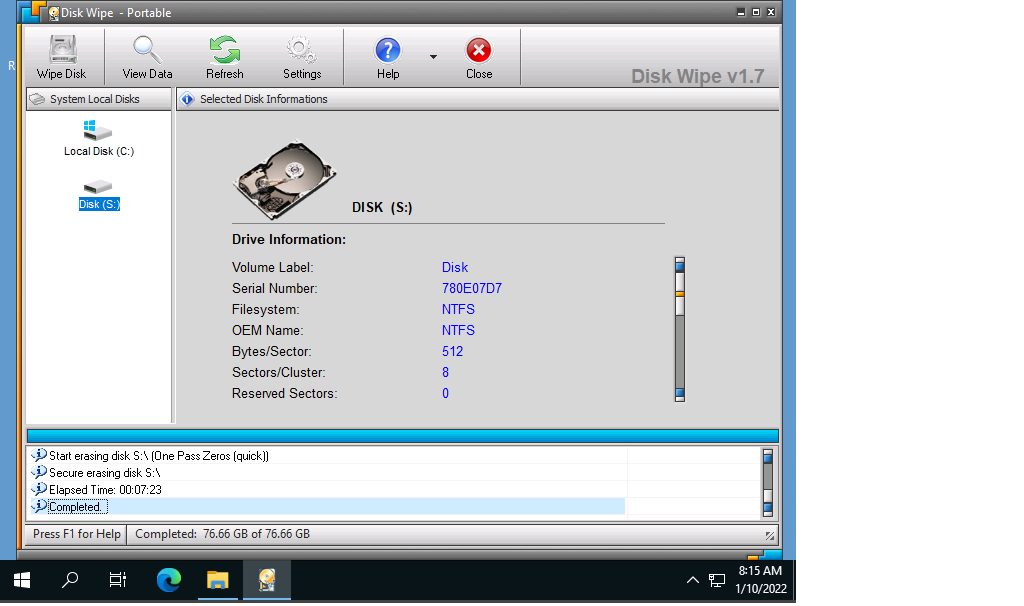 Disk Wipe - Portable
R
Wipe Disk
View Data
Refresh
Settings
?
Help
Close
Disk Wipe v1.7
System Local Disks
Selected Disk Informations
Local Disk (C:)
Disk (S:)
DISK (S:)
Drive Information:
Volume Label: Disk
Serial Number: 780E07D7
Filesystem: NTFS
OEM Name: NTFS
Bytes/Sector: 512
Sectors/Cluster: 8
Reserved Sectors: 0
Start erasing disk S:\ (One Pass Zeros (quick))
Secure erasing disk S:\
Elapsed Time: 00:07:23
Completed.
Press F1 for Help
Completed: 76.66 GB of 76.66 GB
8:15 AM
1/10/2022